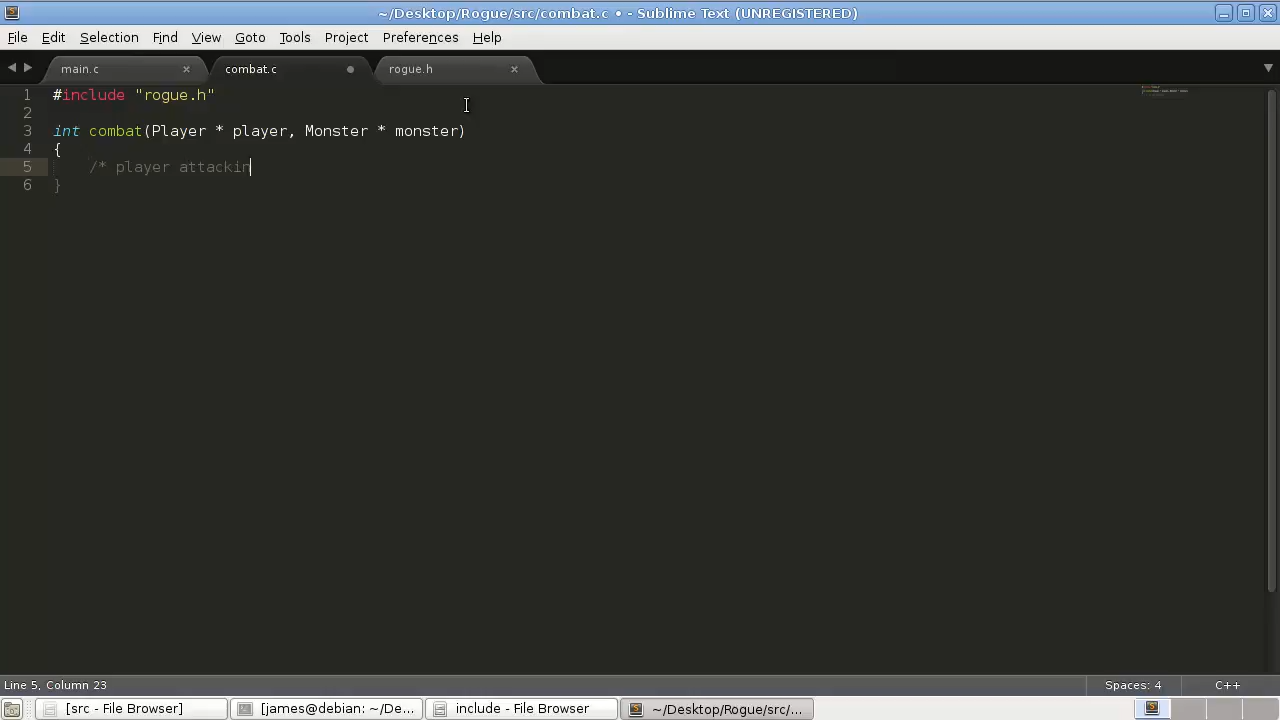 ~/Desktop/Rogue/src/combat.c • - Sublime Text (UNREGISTERED)
File Edit Selection Find View Goto Tools Project Preferences Help
main.c × combat.c rogue.h ×
1 #include "rogue.h"
2
3 int combat(Player * player, Monster * monster)
4 {
5 /* player attackin
6 }
Line 5, Column 23 Spaces: 4 C++
[src - File Browser] [james@debian: ~/De... include - File Browser ~/Desktop/Rogue/src/...